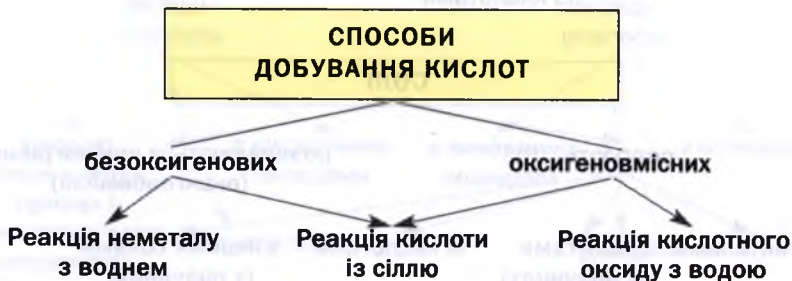 СПОСОБИ
ДОБУВАННЯ КИСЛОТ
безоксигенових
оксигеновмісних
Реакція неметалу
з воднем
Реакція кислоти
із сіллю
Реакція кислотного
оксиду з водою